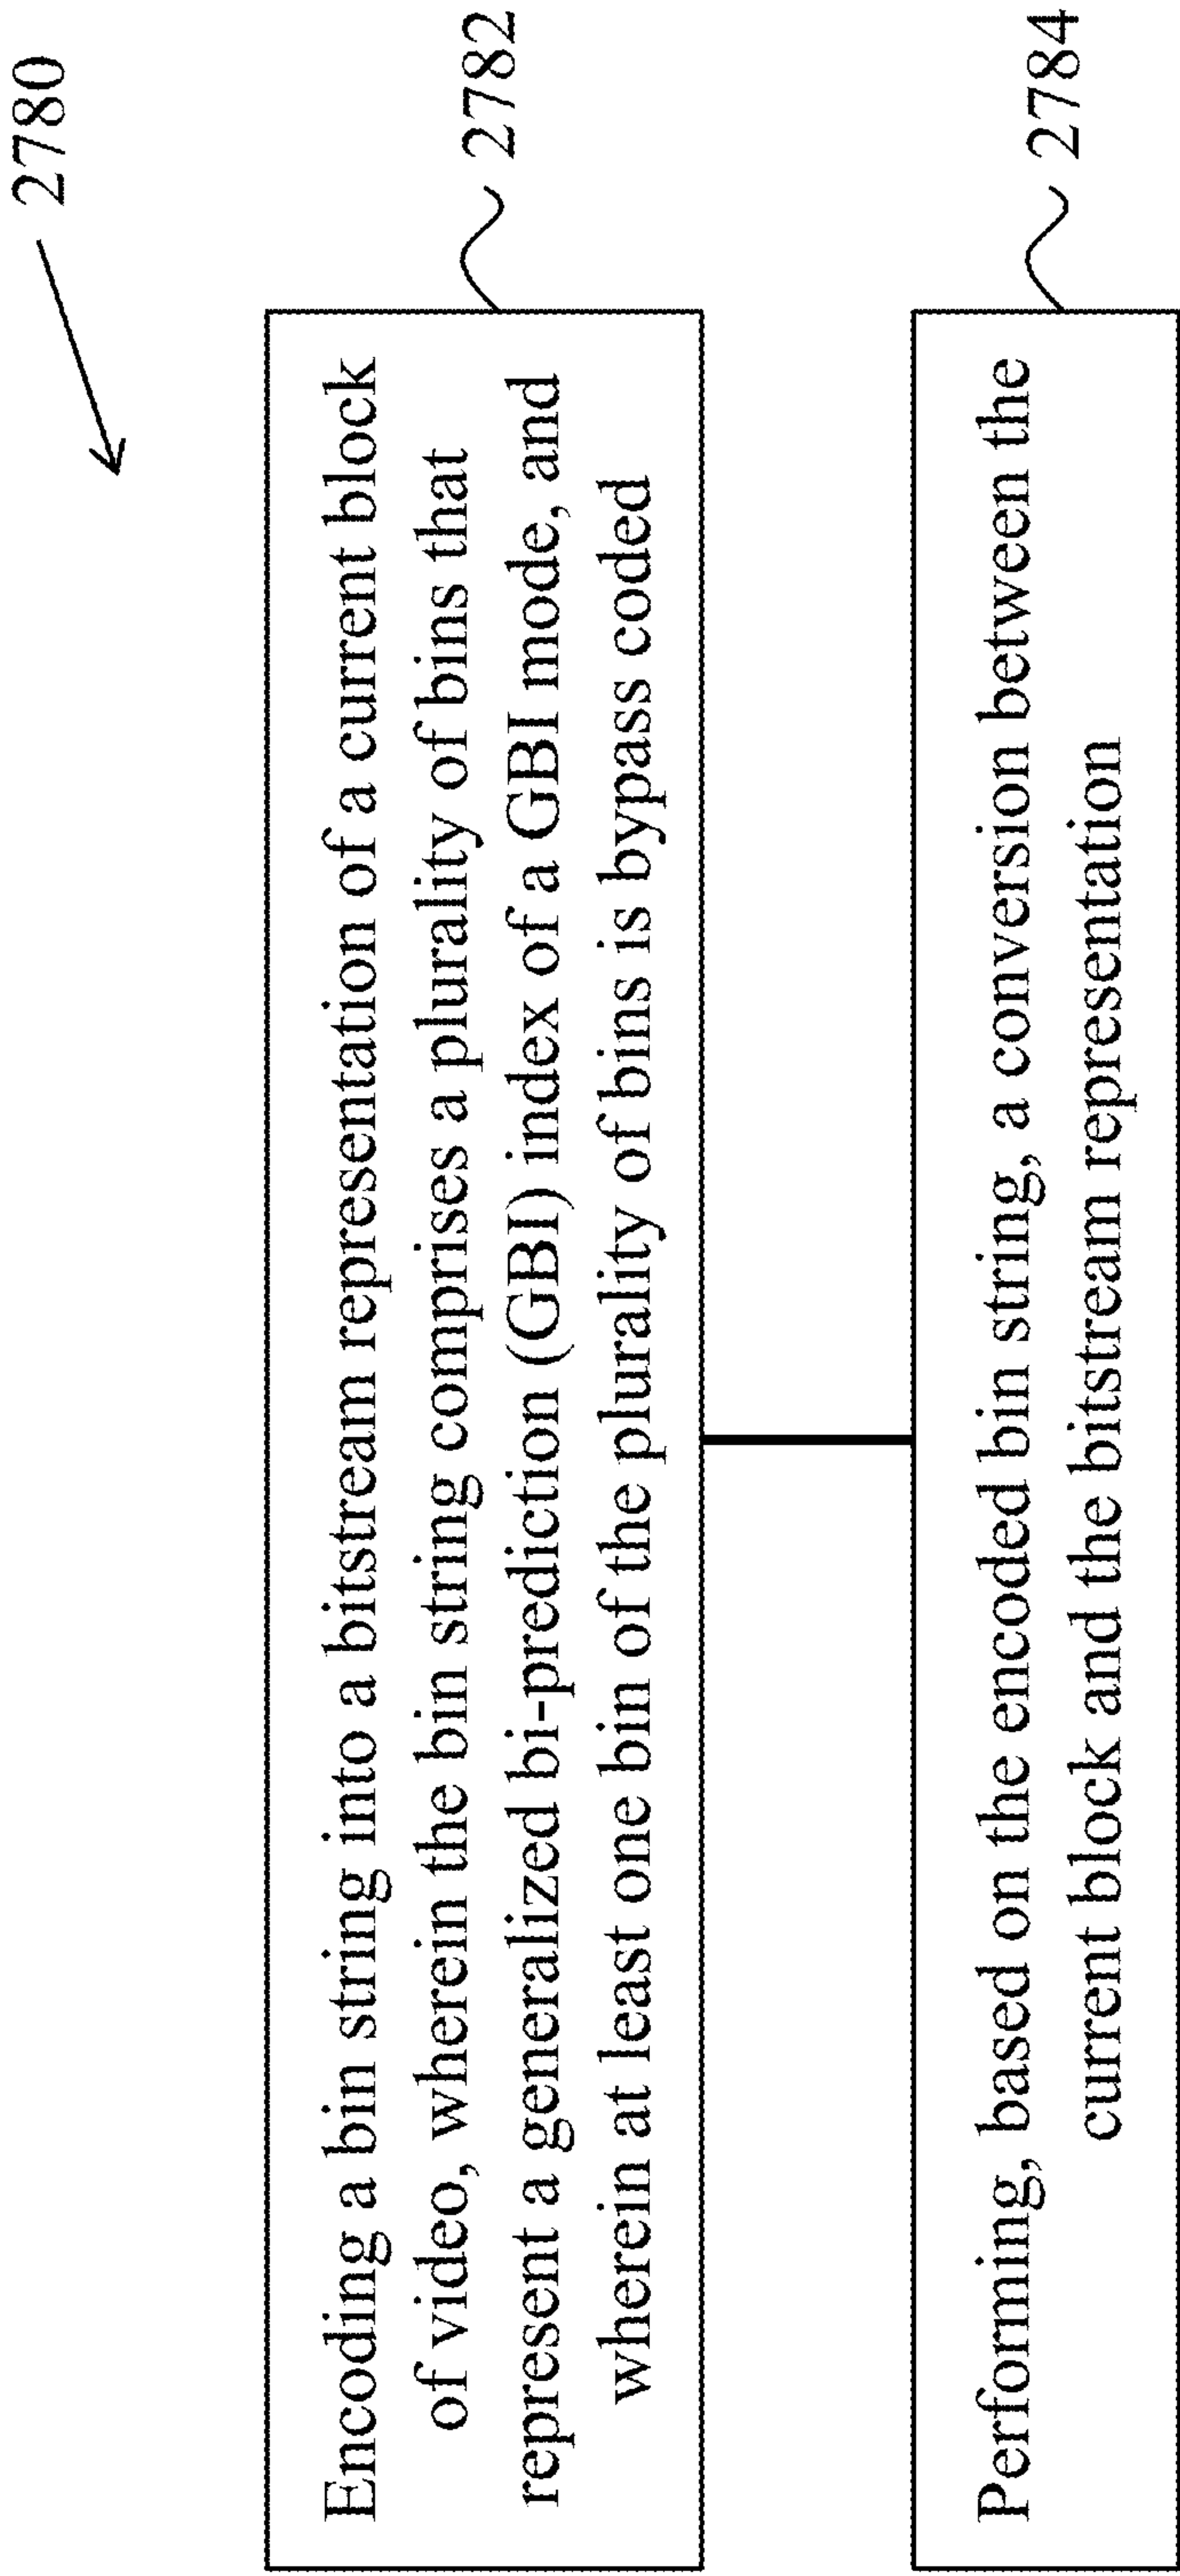 2780
Encoding a bin string into a bitstream representation of a current block
of video, wherein the bin string comprises a plurality of bins that
represent a generalized bi-prediction (GBI) index of a GBI mode, and
wherein at least one bin of the plurality of bins is bypass coded
2782
Performing, based on the encoded bin string, a conversion between the
current block and the bitstream representation
2784